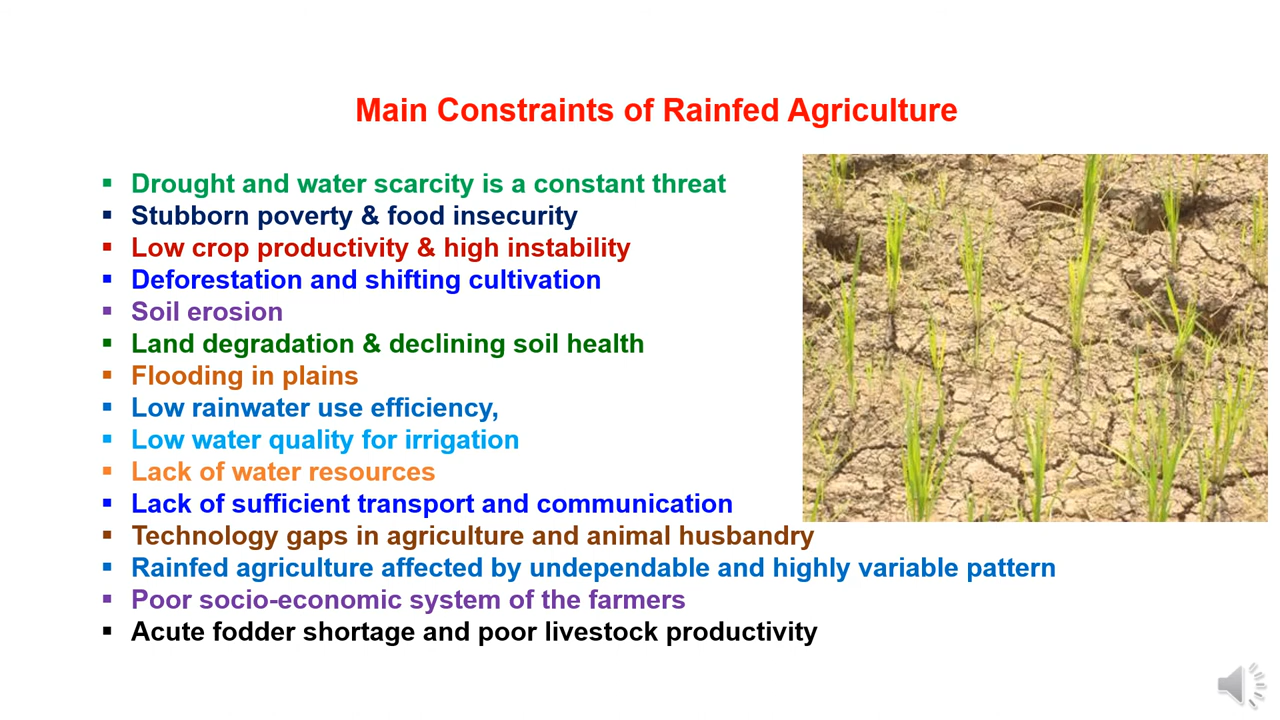 Main Constraints of Rainfed Agriculture
▪ Drought and water scarcity is a constant threat
▪ Stubborn poverty & food insecurity
▪ Low crop productivity & high instability
▪ Deforestation and shifting cultivation
▪ Soil erosion
▪ Land degradation & declining soil health
▪ Flooding in plains
▪ Low rainwater use efficiency,
▪ Low water quality for irrigation
▪ Lack of water resources
▪ Lack of sufficient transport and communication
▪ Technology gaps in agriculture and animal husbandry
▪ Rainfed agriculture affected by undependable and highly variable pattern
▪ Poor socio-economic system of the farmers
▪ Acute fodder shortage and poor livestock productivity